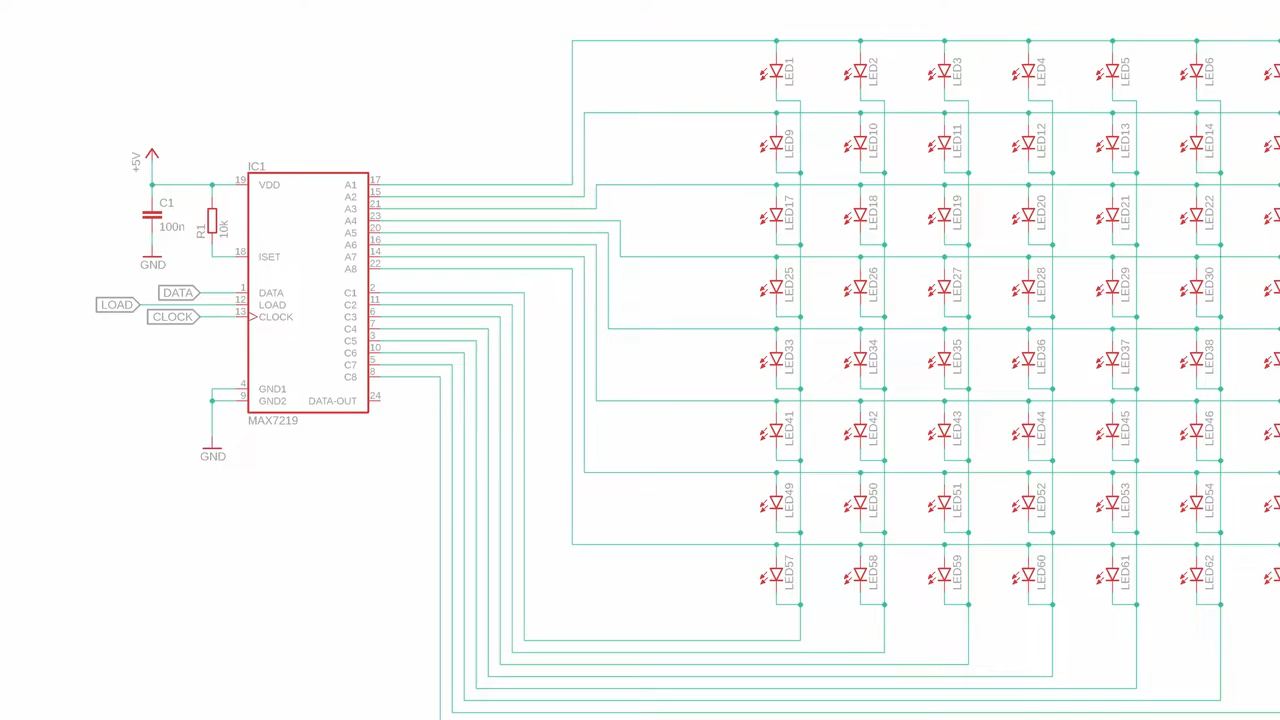 +5V
C1
100n
GND
R1
10k
LOAD
DATA
CLOCK
GND
IC1
19 VDD
18 ISET
1 DATA
12 LOAD
13 CLOCK
4 GND1
9 GND2
A1 17
A2 15
A3 21
A4 23
A5 20
A6 16
A7 14
A8 22
C1 2
C2 11
C3 6
C4 7
C5 3
C6 10
C7 5
C8 8
DATA-OUT 24
MAX7219
LED1 LED2 LED3 LED4 LED5 LED6
LED9 LED10 LED11 LED12 LED13 LED14
LED17 LED18 LED19 LED20 LED21 LED22
LED25 LED26 LED27 LED28 LED29 LED30
LED33 LED34 LED35 LED36 LED37 LED38
LED41 LED42 LED43 LED44 LED45 LED46
LED49 LED50 LED51 LED52 LED53 LED54
LED57 LED58 LED59 LED60 LED61 LED62